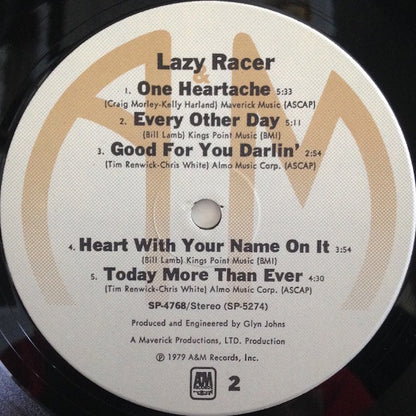 Lazy Racer
1. One Heartache 5:33
(Craig Morley-Kelly Harland) Maverick Music (ASCAP)
2. Every Other Day 5:11
(Bill Lamb) Kings Point Music (BMI)
3. Good For You Darlin' 2:54
(Tim Renwick-Chris White) Almo Music Corp. (ASCAP)
4. Heart With Your Name On It 3:54
(Bill Lamb) Kings Point Music (BMI)
5. Today More Than Ever 4:30
(Tim Renwick-Chris White) Almo Music Corp. (ASCAP)
SP-4768/Stereo (SP-5274)
Produced and Engineered by Glyn Johns
A Maverick Productions, LTD. Production
℗ 1979 A&M Records, Inc.
A&M 2
A&M